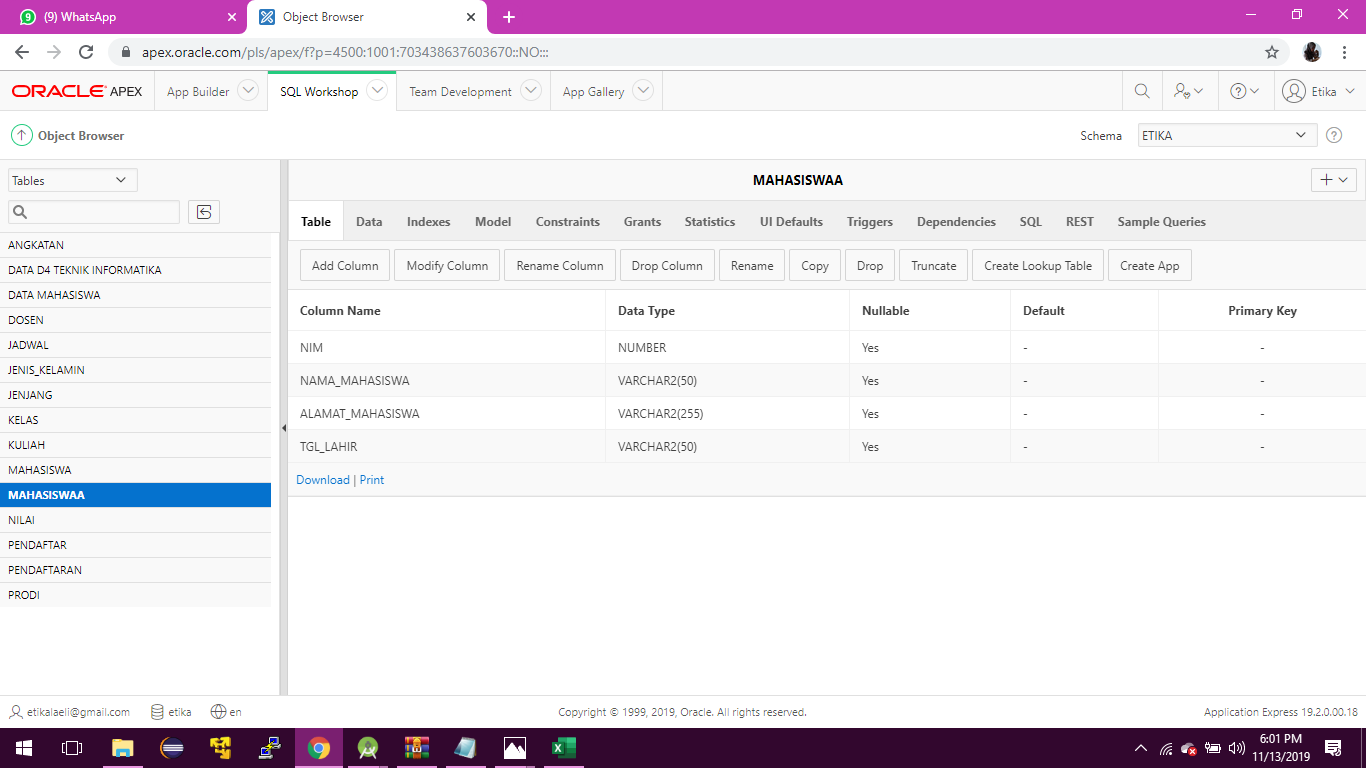 (9) WhatsApp
Object Browser
apex.oracle.com/pls/apex/f?p=4500:1001:703438637603670::NO:::
ORACLE APEX App Builder SQL Workshop Team Development App Gallery Etika
Object Browser Schema ETIKA
Tables
MAHASISWAA
Table Data Indexes Model Constraints Grants Statistics UI Defaults Triggers Dependencies SQL REST Sample Queries
Add Column Modify Column Rename Column Drop Column Rename Copy Drop Truncate Create Lookup Table Create App
ANGKATAN
DATA D4 TEKNIK INFORMATIKA
DATA MAHASISWA
DOSEN
JADWAL
JENIS_KELAMIN
JENJANG
KELAS
KULIAH
MAHASISWA
MAHASISWAA
NILAI
PENDAFTAR
PENDAFTARAN
PRODI
Column Name Data Type Nullable Default Primary Key
NIM NUMBER Yes - -
NAMA_MAHASISWA VARCHAR2(50) Yes - -
ALAMAT_MAHASISWA VARCHAR2(255) Yes - -
TGL_LAHIR VARCHAR2(50) Yes - -
Download | Print
etikalaeli@gmail.com etika en Copyright © 1999, 2019, Oracle. All rights reserved. Application Express 19.2.0.00.18
6:01 PM
11/13/2019